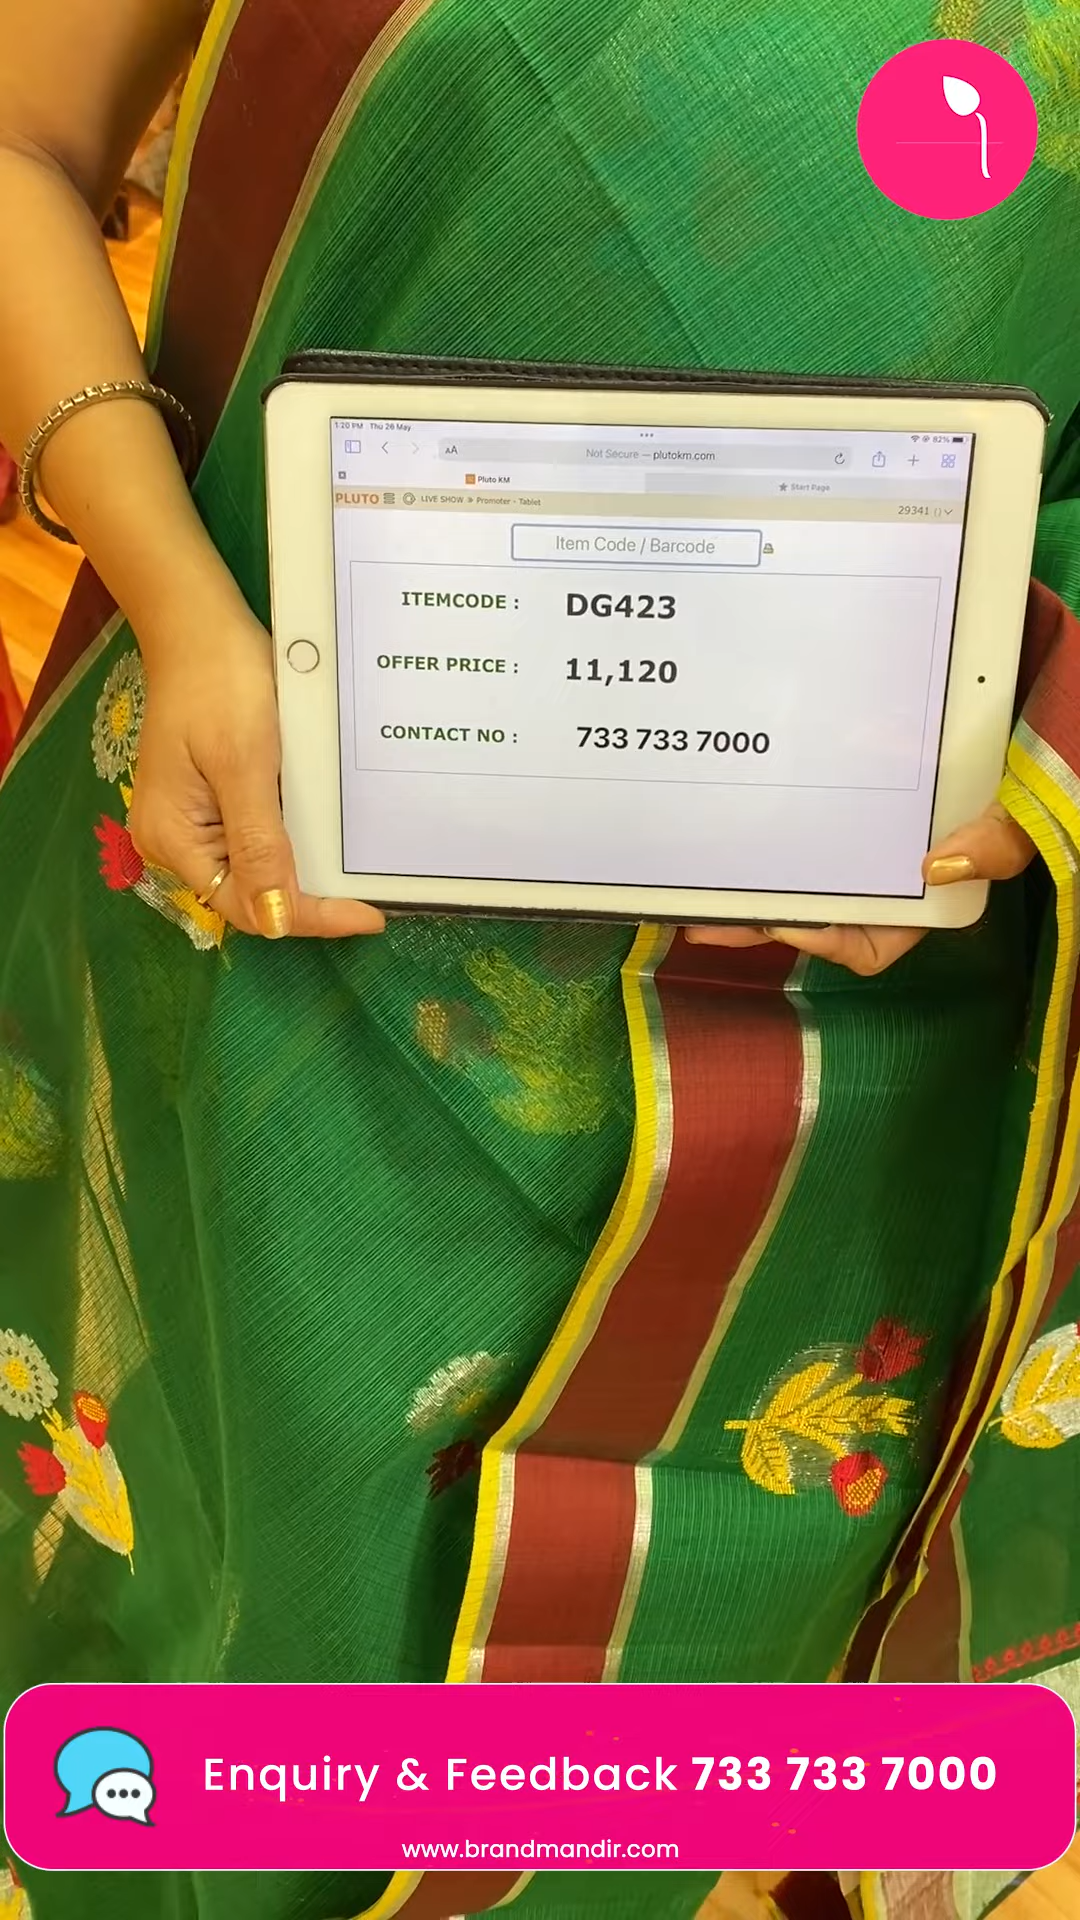 1:20 PM Thu 26 May
82%
AA
Not Secure — plutokm.com
Pluto KM
Start Page
PLUTO
LIVE SHOW » Promoter - Tablet
29341 ()
Item Code / Barcode
ITEMCODE : DG423
OFFER PRICE : 11,120
CONTACT NO : 733 733 7000
Enquiry & Feedback 733 733 7000
www.brandmandir.com